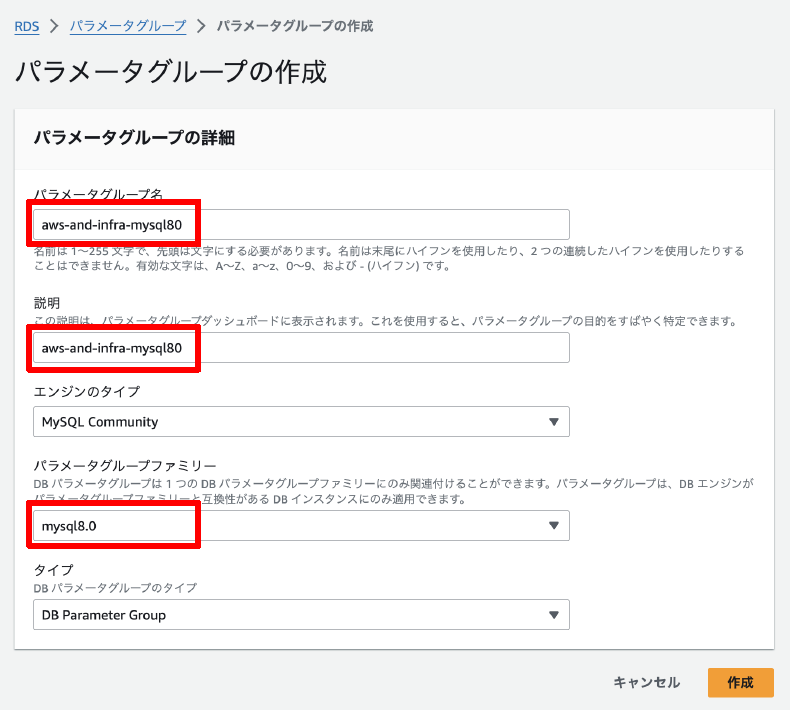 RDS > パラメータグループ > パラメータグループの作成
パラメータグループの作成
パラメータグループの詳細
パラメータグループ名
aws-and-infra-mysql80
名前は 1～255 文字で、先頭は文字にする必要があります。名前は末尾にハイフンを使用したり、2 つの連続したハイフンを使用したりする
ことはできません。有効な文字は、A～Z、a～z、0～9、および - (ハイフン) です。
説明
この説明は、パラメータグループダッシュボードに表示されます。これを使用すると、パラメータグループの目的をすばやく特定できます。
aws-and-infra-mysql80
エンジンのタイプ
MySQL Community
パラメータグループファミリー
DB パラメータグループは 1 つの DB パラメータグループファミリーにのみ関連付けることができます。パラメータグループは、DB エンジンが
パラメータグループファミリーと互換性がある DB インスタンスにのみ適用できます。
mysql8.0
タイプ
DB パラメータグループのタイプ
DB Parameter Group
キャンセル
作成